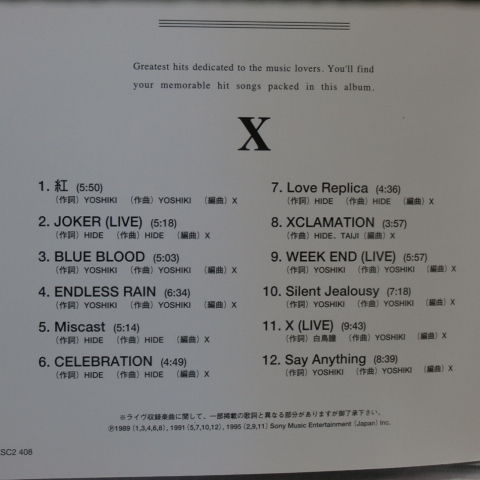 Greatest hits dedicated to the music lovers. You'll find
your memorable hit songs packed in this album.
X
1. 紅 (5:50)
(作詞) YOSHIKI (作曲) YOSHIKI (編曲) X
2. JOKER (LIVE) (5:18)
(作詞) HIDE (作曲) HIDE (編曲) X
3. BLUE BLOOD (5:03)
(作詞) YOSHIKI (作曲) YOSHIKI (編曲) X
4. ENDLESS RAIN (6:34)
(作詞) YOSHIKI (作曲) YOSHIKI (編曲) X
5. Miscast (5:14)
(作詞) HIDE (作曲) HIDE (編曲) X
6. CELEBRATION (4:49)
(作詞) HIDE (作曲) HIDE (編曲) X
7. Love Replica (4:36)
(作詞) HIDE (作曲) HIDE (編曲) X
8. XCLAMATION (3:57)
(作曲) HIDE、TAIJI (編曲) X
9. WEEK END (LIVE) (5:57)
(作詞) YOSHIKI (作曲) YOSHIKI (編曲) X
10. Silent Jealousy (7:18)
(作詞) YOSHIKI (作曲) YOSHIKI (編曲) X
11. X (LIVE) (9:43)
(作詞) 白鳥瞳 (作曲) YOSHIKI (編曲) X
12. Say Anything (8:39)
(作詞) YOSHIKI (作曲) YOSHIKI (編曲) X
※ライヴ収録楽曲に関して、一部掲載の歌詞と異なる部分がありますが御了承下さい。
℗1989 (1,3,4,6,8), 1991 (5,7,10,12), 1995 (2,9,11) Sony Music Entertainment (Japan) Inc.
SC2 408